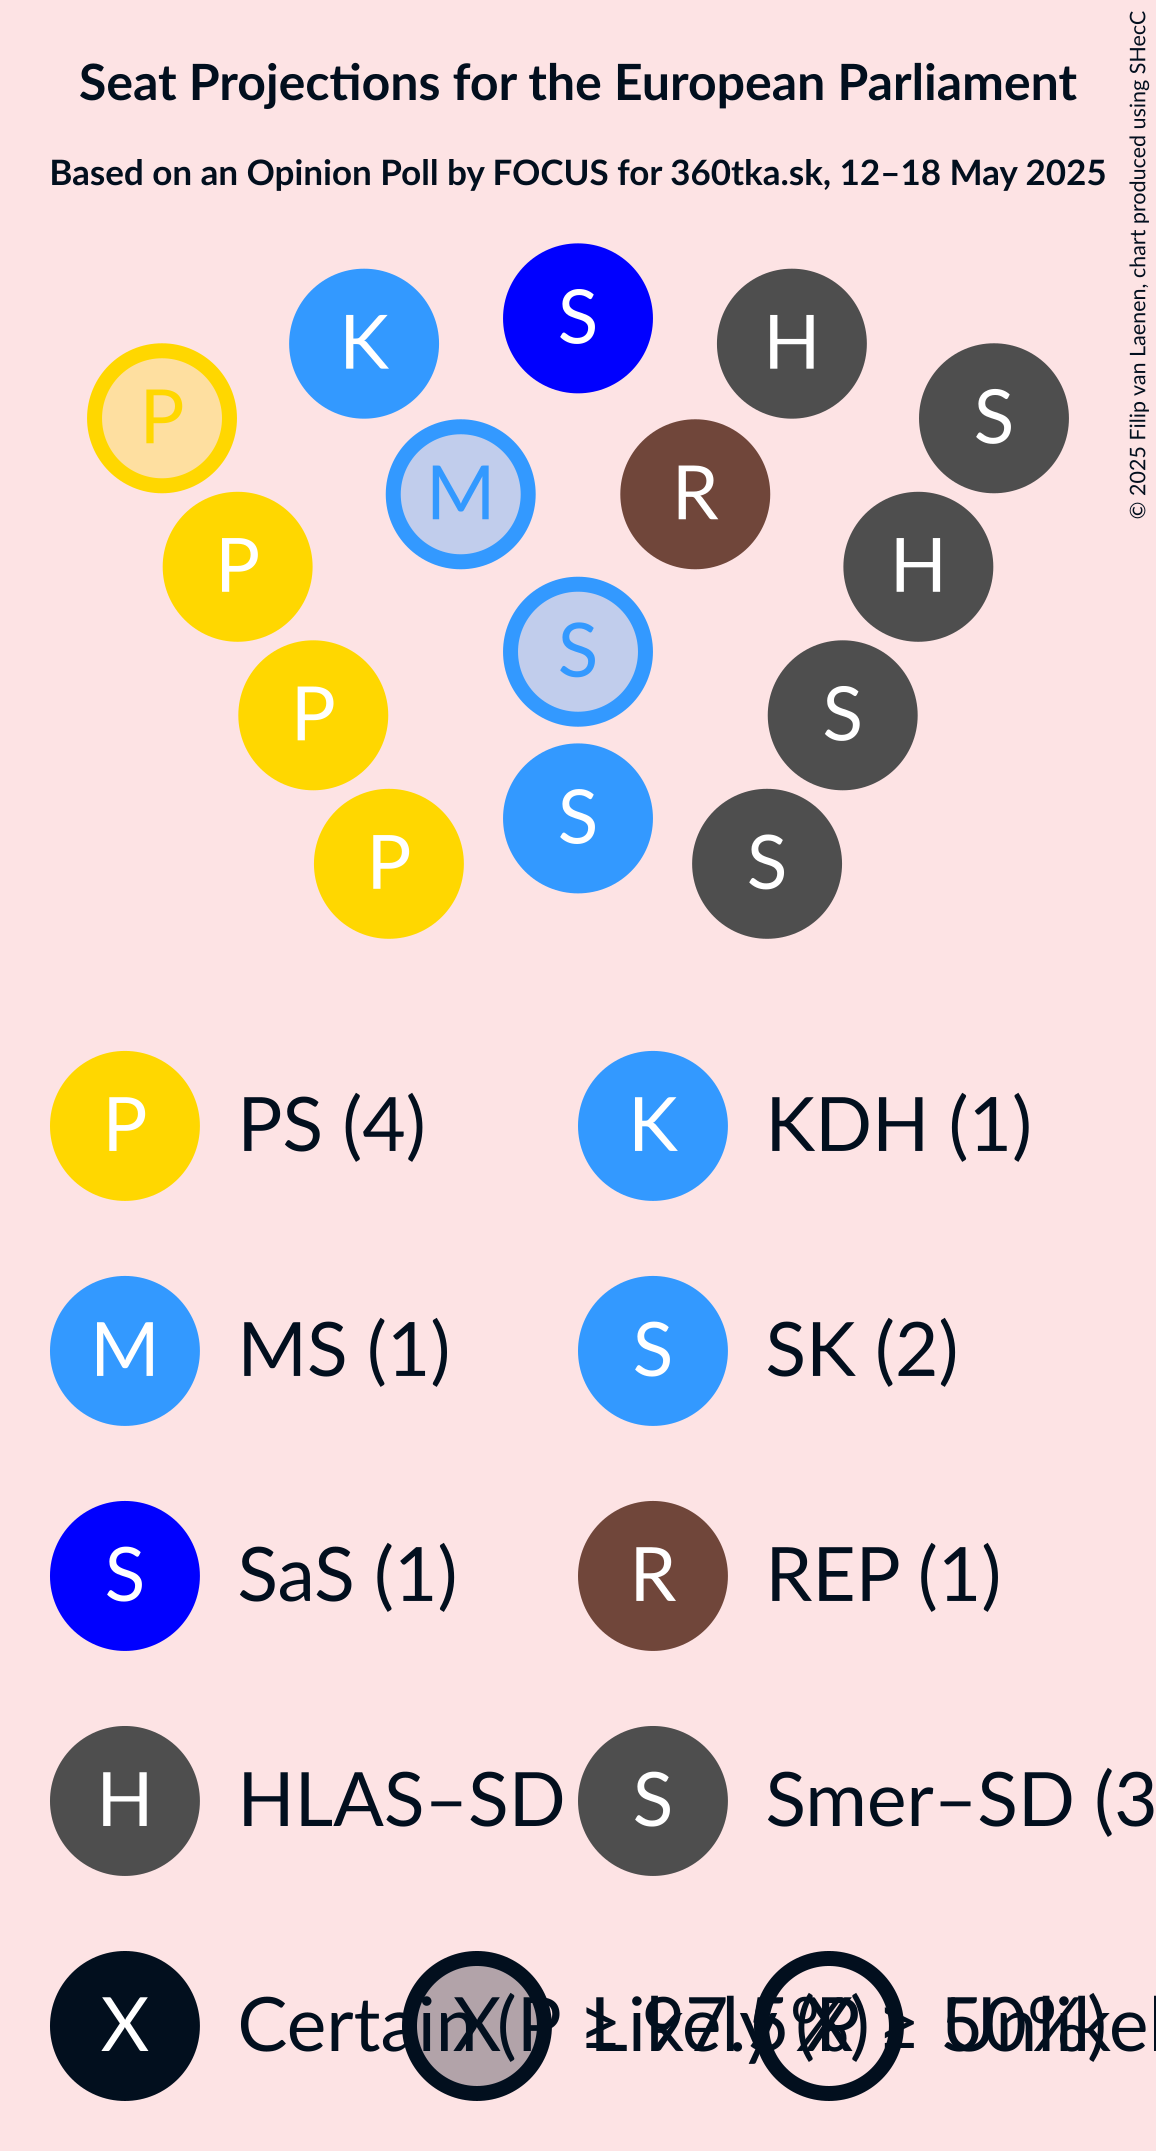 Seat Projections for the European Parliament
Based on an Opinion Poll by FOCUS for 360tka.sk, 12–18 May 2025
© 2025 Filip van Laenen, chart produced using SHecC
S
K
H
P
S
M
R
P
H
S
P
S
S
P
S
P PS (4)
K KDH (1)
M MS (1)
S SK (2)
S SaS (1)
R REP (1)
H HLAS–SD
S Smer–SD (3
X Certain (P ≥ 97.5%)
X Likely (P ≥ 50%)
X